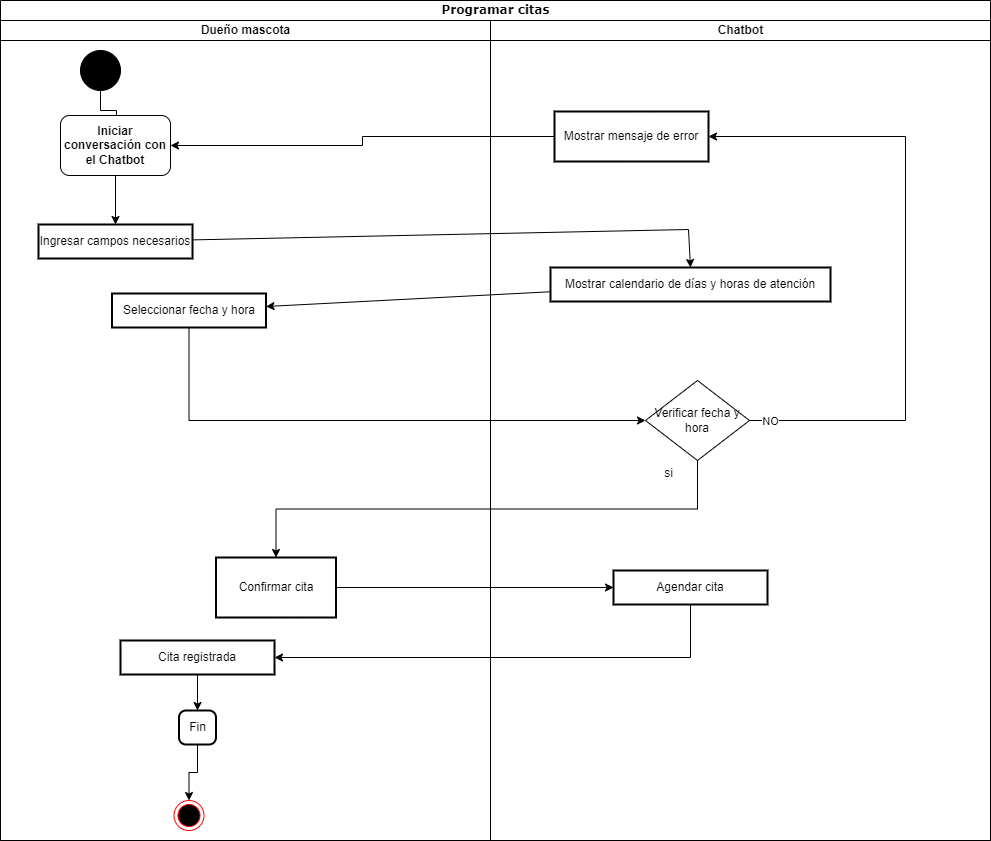 Programar citas
Dueño mascota
Chatbot
Iniciar
conversación con
el Chatbot
Mostrar mensaje de error
Ingresar campos necesarios
Mostrar calendario de días y horas de atención
Seleccionar fecha y hora
Verificar fecha y
hora
NO
si
Confirmar cita
Agendar cita
Cita registrada
Fin